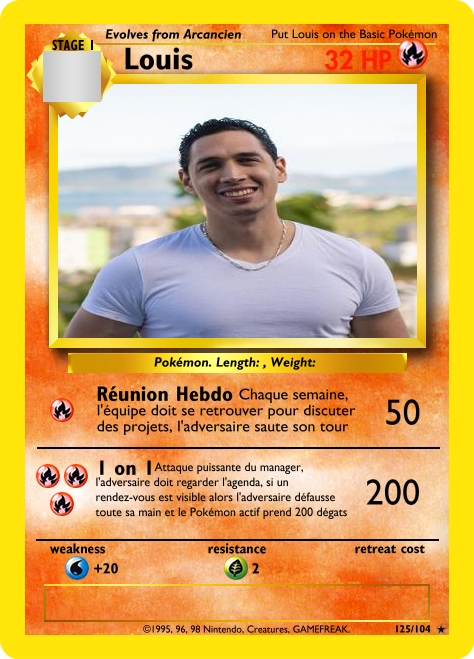 Evolves from Arcancien
Put Louis on the Basic Pokémon
STAGE 1
Louis
32 HP
Pokémon. Length: , Weight:
Réunion Hebdo Chaque semaine,
l'équipe doit se retrouver pour discuter
des projets, l'adversaire saute son tour
50
1 on 1 Attaque puissante du manager,
l'adversaire doit regarder l'agenda, si un
rendez-vous est visible alors l'adversaire défausse
toute sa main et le Pokémon actif prend 200 dégats
200
weakness
resistance
retreat cost
+20
2
©1995, 96, 98 Nintendo, Creatures, GAMEFREAK.
125/104 ★